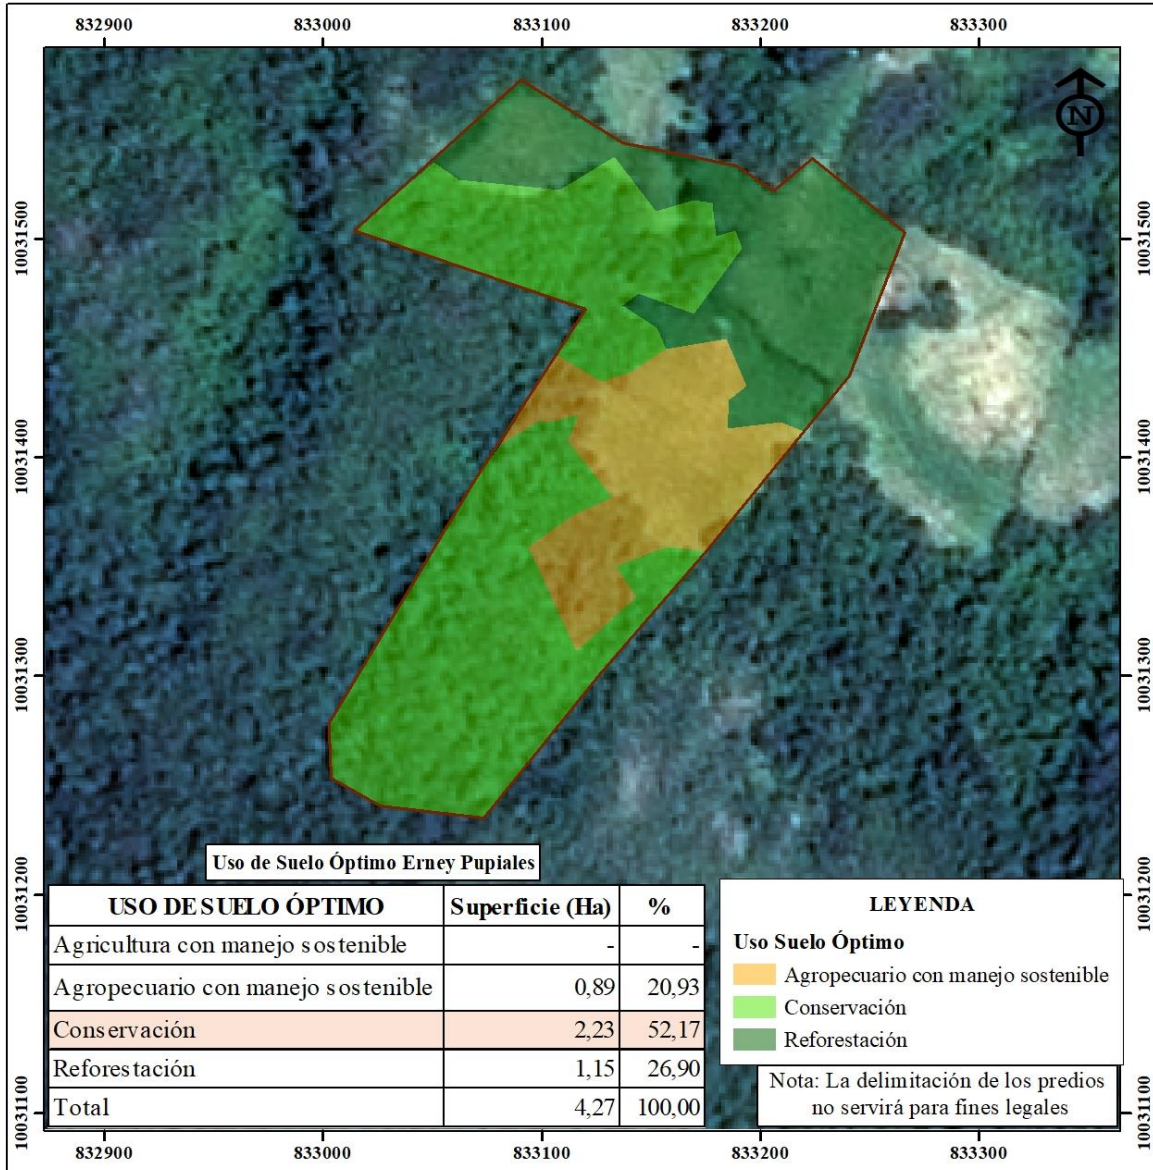 832900 833000 833100 833200 833300
N
10031500 10031500
10031400 10031400
10031300 10031300
10031200 10031200
10031100 10031100
Uso de Suelo Óptimo Erney Pupiales
USO DE SUELO ÓPTIMO Superficie (Ha) %
Agricultura con manejo sostenible - -
Agropecuario con manejo sostenible 0,89 20,93
Conservación 2,23 52,17
Reforestación 1,15 26,90
Total 4,27 100,00
LEYENDA
Uso Suelo Óptimo
Agropecuario con manejo sostenible
Conservación
Reforestación
Nota: La delimitación de los predios
no servirá para fines legales
832900 833000 833100 833200 833300